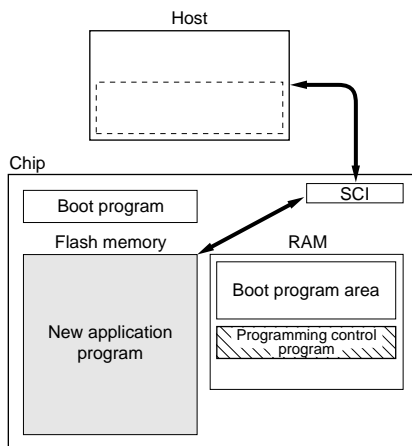 Host
Chip
SCI
Boot program
Flash memory
RAM
New application
program
Boot program area
Programming control
program